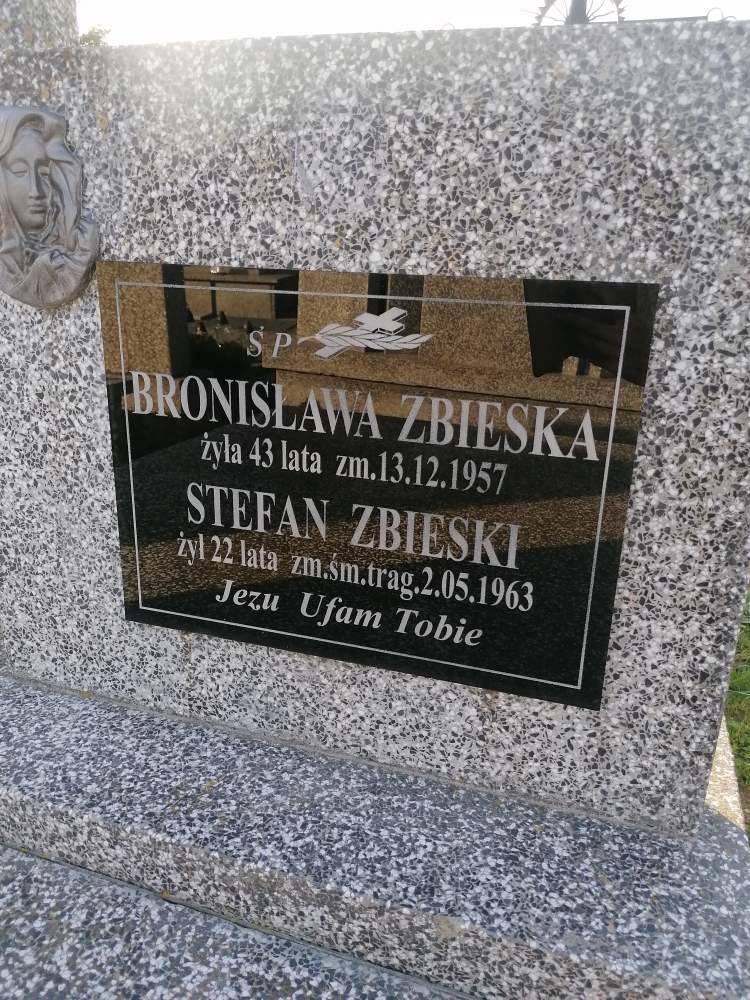 Ś P
BRONISŁAWA ZBIESKA
żyła 43 lata zm.13.12.1957
STEFAN ZBIESKI
żył 22 lata zm.śm.trag.2.05.1963
Jezu Ufam Tobie